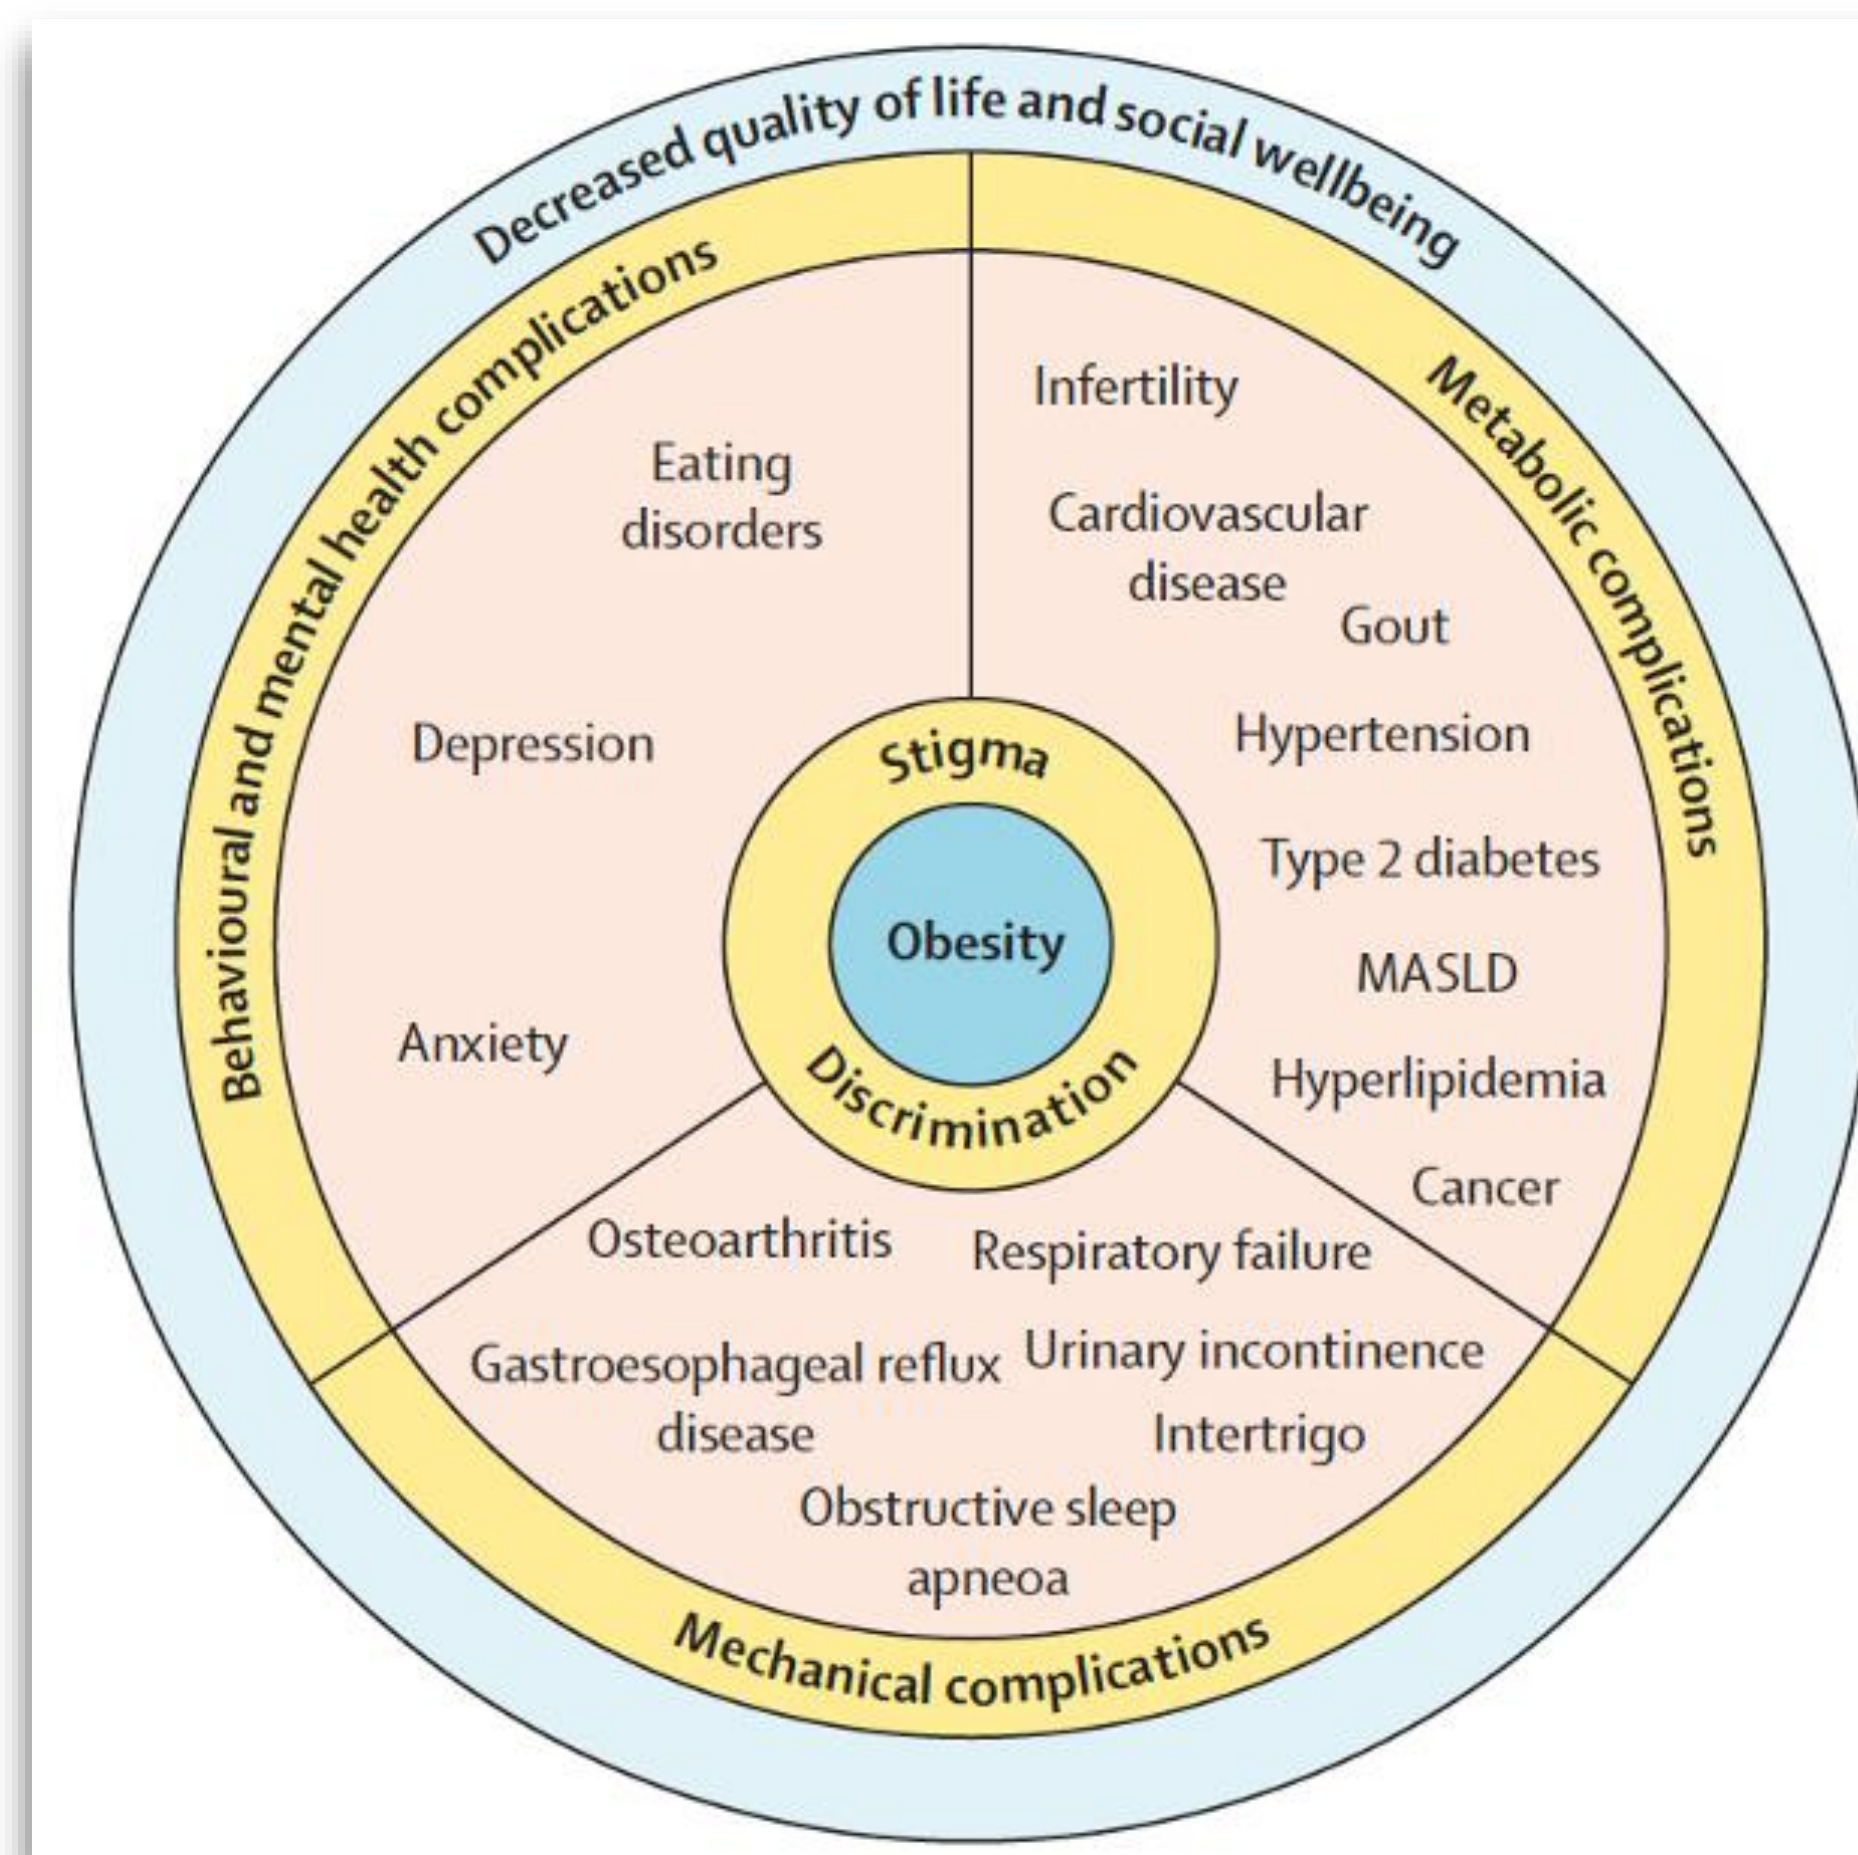 Decreased quality of life and social wellbeing
Behavioural and mental health complications
Eating
disorders
Depression
Anxiety
Metabolic complications
Infertility
Cardiovascular
disease
Gout
Hypertension
Type 2 diabetes
MASLD
Hyperlipidemia
Cancer
Stigma
Obesity
Discrimination
Osteoarthritis
Respiratory failure
Gastroesophageal reflux
disease
Urinary incontinence
Intertrigo
Obstructive sleep
apneoa
Mechanical complications